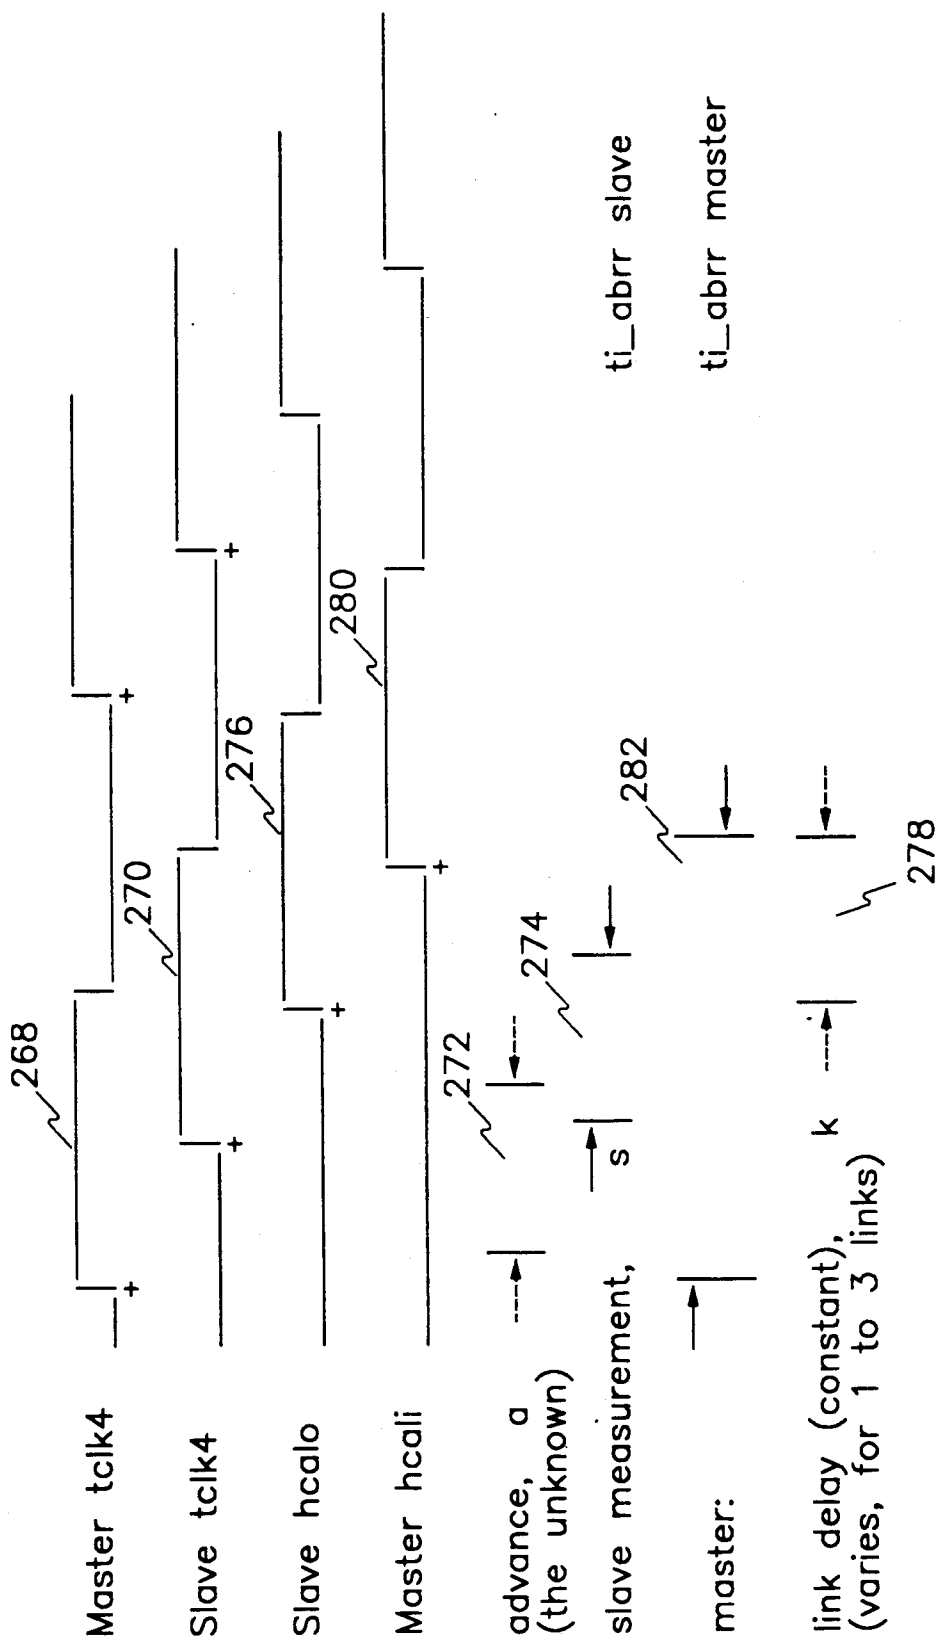 268
Master tclk4
+
+
270
Slave tclk4
+
+
276
Slave hcalo
+
280
Master hcali
+
272
advance, a
(the unknown)
274
slave measurement, s
ti_abrr slave
282
master:
ti_abrr master
link delay (constant), k
(varies, for 1 to 3 links)
278